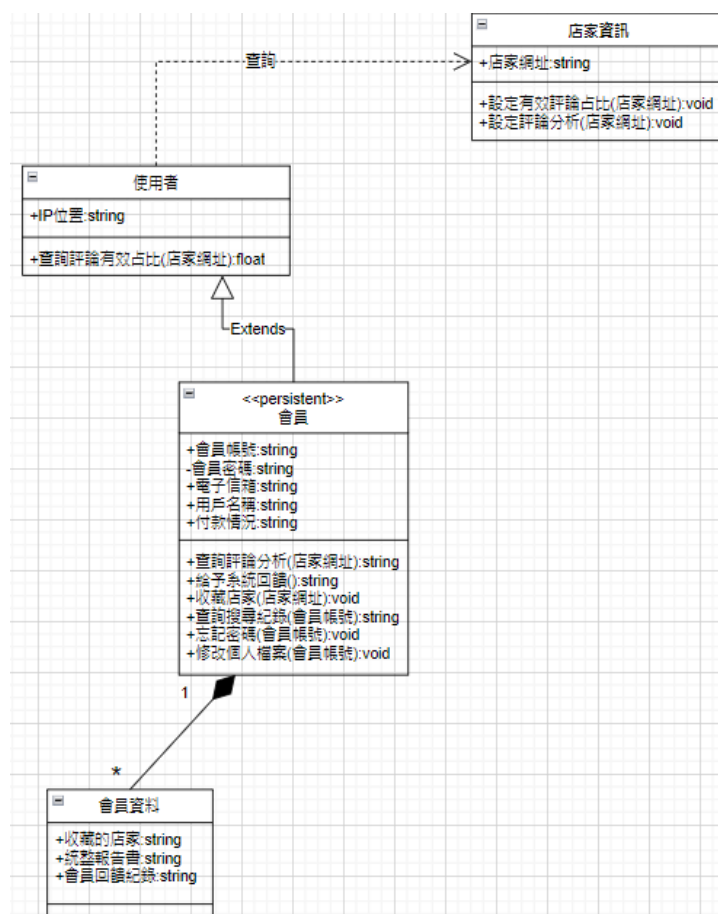 店家資訊
+店家網址:string
+設定有效評論占比(店家網址):void
+設定評論分析(店家網址):void
查詢
使用者
+IP位置:string
+查詢評論有效占比(店家網址):float
Extends
<<persistent>>
會員
+會員帳號:string
-會員密碼:string
+電子信箱:string
+用戶名稱:string
+付款情況:string
+查詢評論分析(店家網址):string
+給予系統回饋():string
+收藏店家(店家網址):void
+查詢搜尋紀錄(會員帳號):string
+忘記密碼(會員帳號):void
+修改個人檔案(會員帳號):void
1
*
會員資料
+收藏的店家:string
+統整報告書:string
+會員回饋紀錄:string